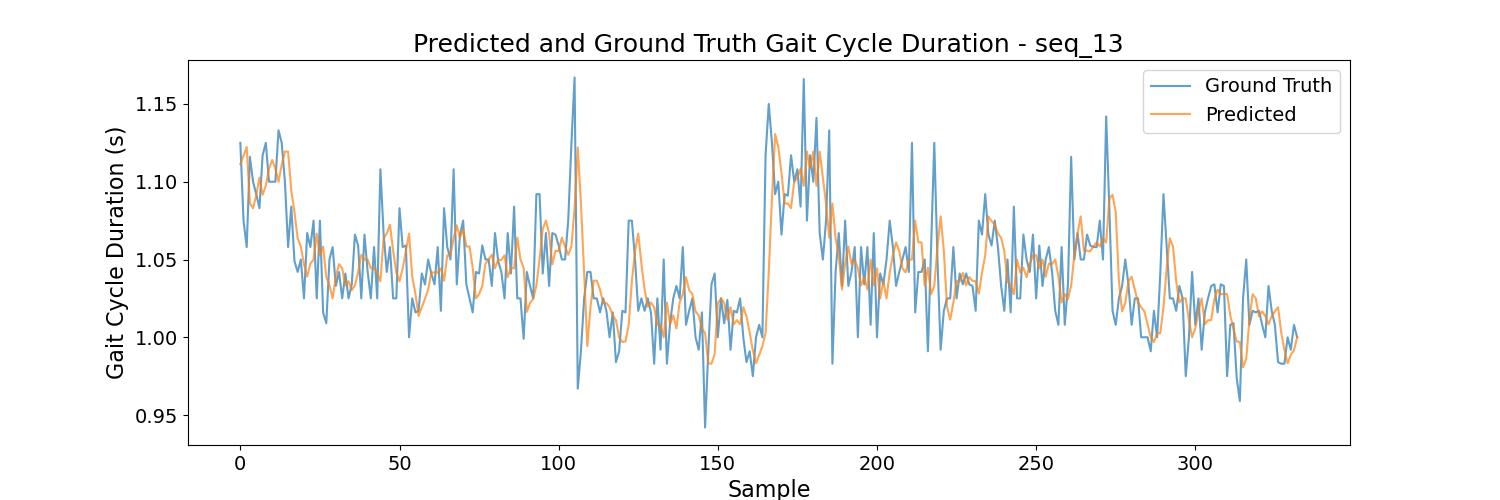 Predicted and Ground Truth Gait Cycle Duration - seq_13
Ground Truth
Predicted
Gait Cycle Duration (s)
1.15
1.10
1.05
1.00
0.95
0 50 100 150 200 250 300
Sample